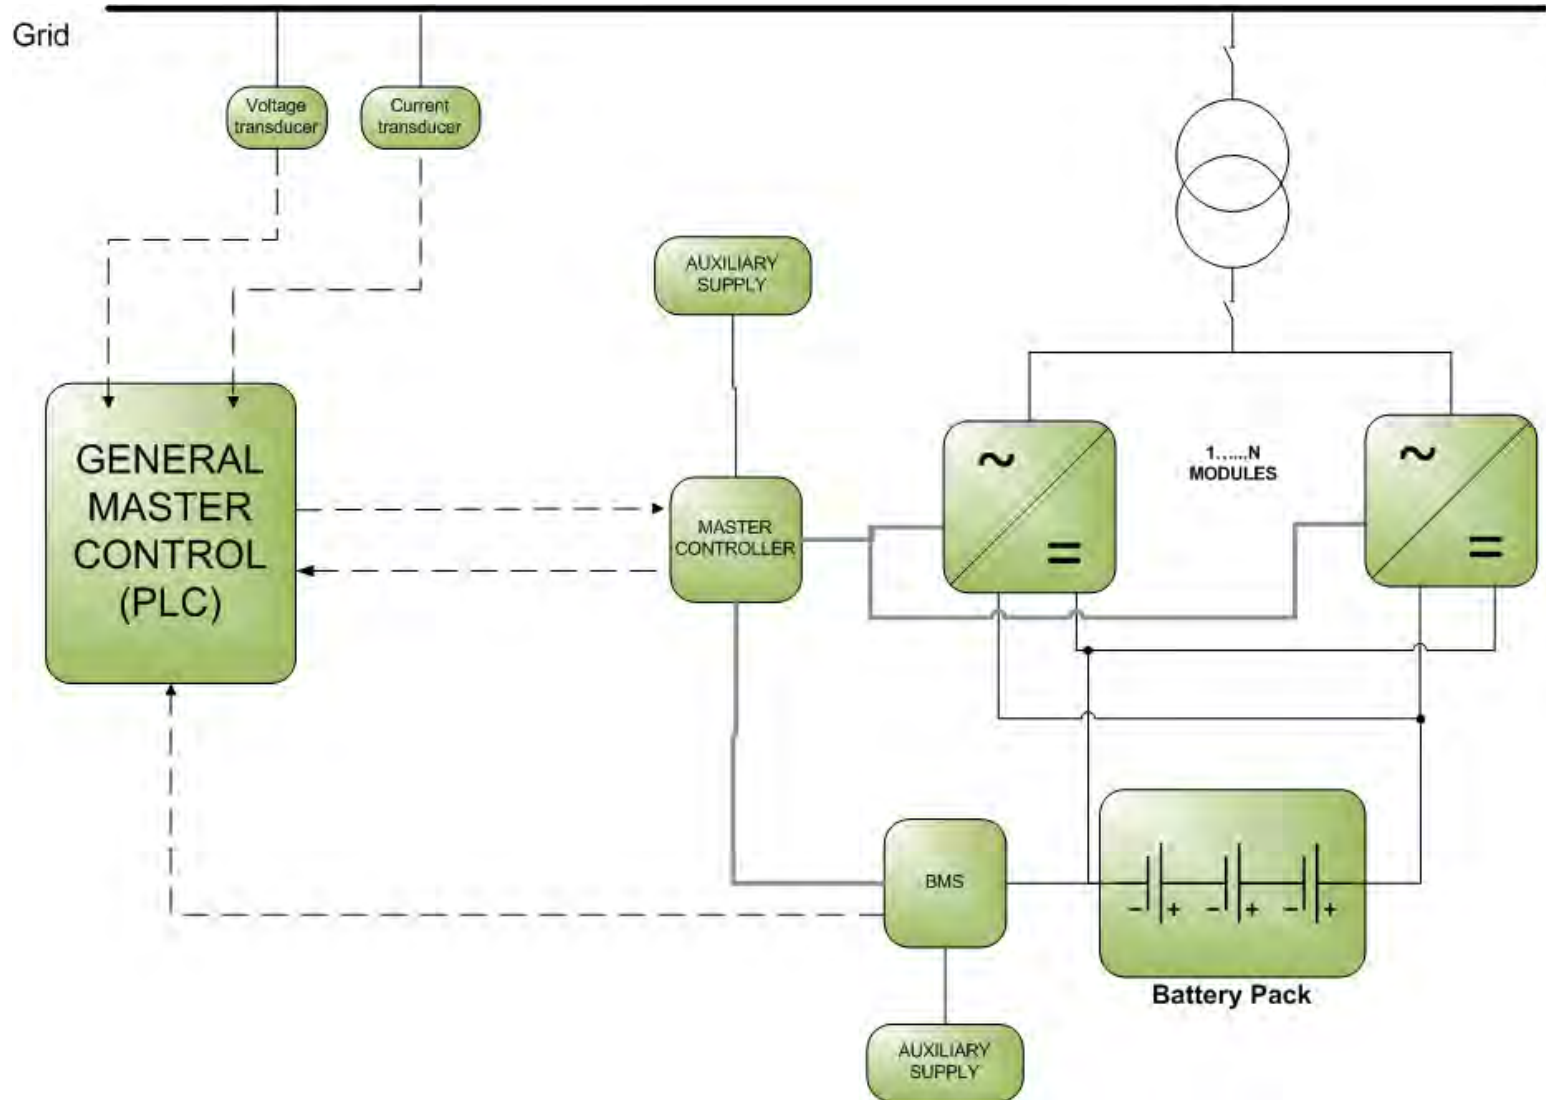 Grid
Voltage
transducer
Current
transducer
AUXILIARY
SUPPLY
GENERAL
MASTER
CONTROL
(PLC)
MASTER
CONTROLLER
~
=
1......N
MODULES
~
=
BMS
− + − + − +
Battery Pack
AUXILIARY
SUPPLY